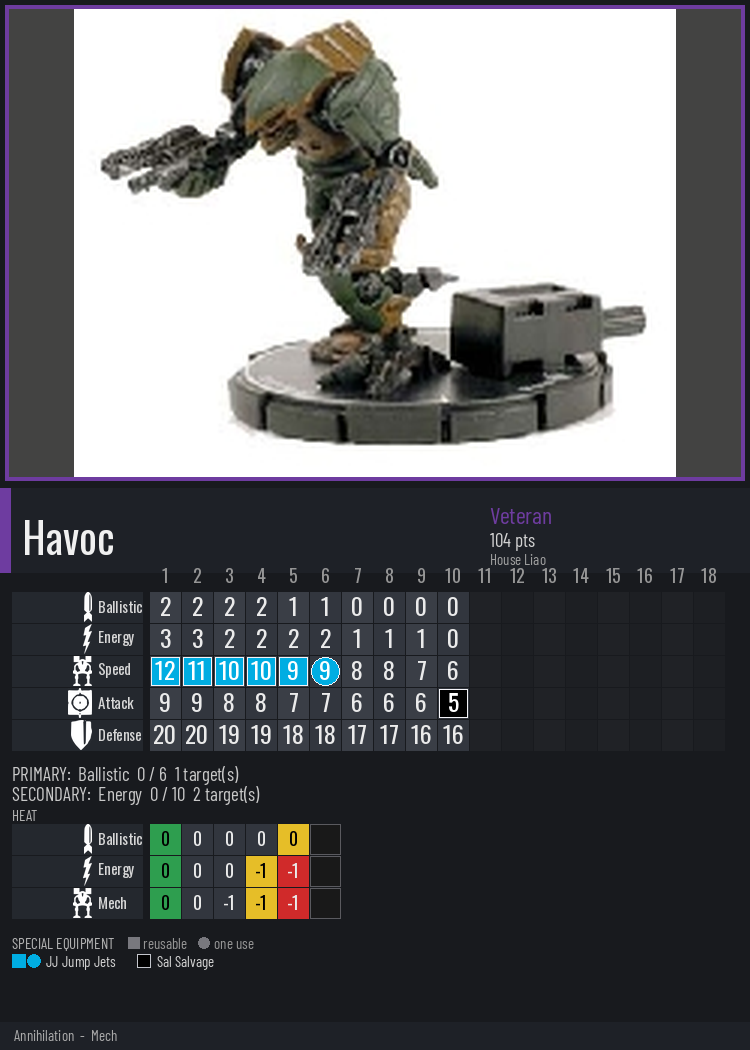 Havoc
Veteran
104 pts
House Liao
1 2 3 4 5 6 7 8 9 10 11 12 13 14 15 16 17 18
Ballistic 2 2 2 2 1 1 0 0 0 0
Energy 3 3 2 2 2 2 1 1 1 0
Speed 12 11 10 10 9 9 8 8 7 6
Attack 9 9 8 8 7 7 6 6 6 5
Defense 20 20 19 19 18 18 17 17 16 16
PRIMARY: Ballistic 0 / 6 1 target(s)
SECONDARY: Energy 0 / 10 2 target(s)
HEAT
Ballistic 0 0 0 0 0
Energy 0 0 0 -1 -1
Mech 0 0 -1 -1 -1
SPECIAL EQUIPMENT reusable one use
JJ Jump Jets Sal Salvage
Annihilation - Mech